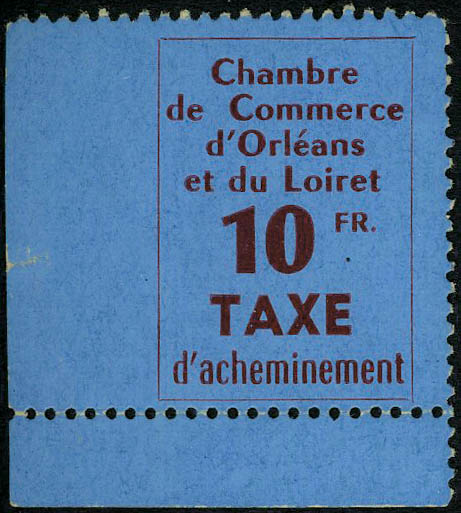 Chambre
de Commerce
d'Orléans
et du Loiret
10 FR.
TAXE
d'acheminement